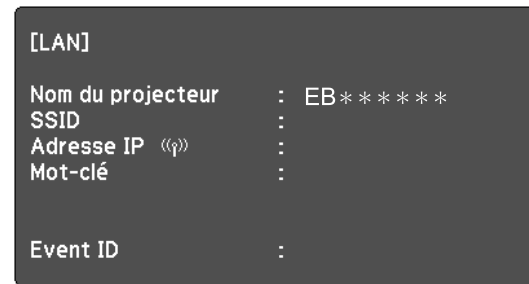 [LAN]
Nom du projecteur : EB******
SSID :
Adresse IP :
Mot-clé :
Event ID :